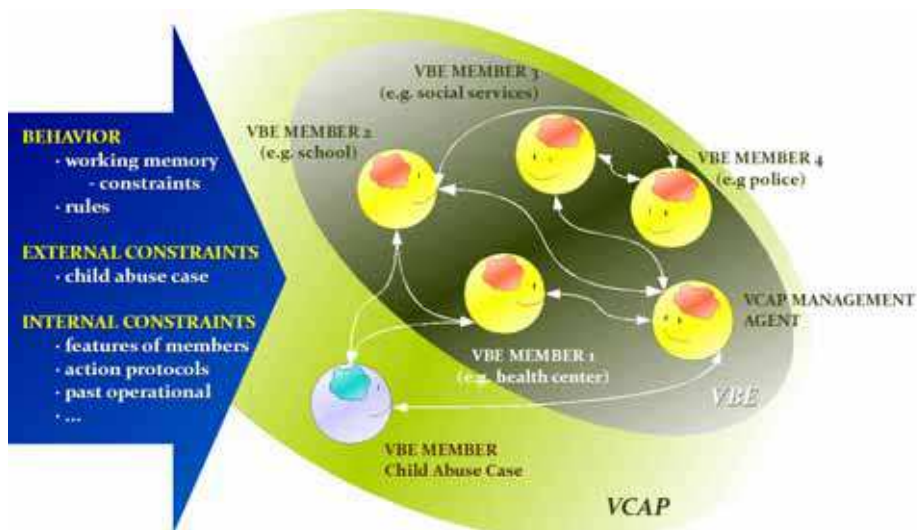 BEHAVIOR
· working memory
- constraints
· rules
EXTERNAL CONSTRAINTS
· child abuse case
INTERNAL CONSTRAINTS
· features of members
· action protocols
· past operational
· ...
VBE MEMBER 3
(e.g. social services)
VBE MEMBER 2
(e.g. school)
VBE MEMBER 4
(e.g police)
VCAP MANAGEMENT
AGENT
VBE MEMBER 1
(e.g. health center)
VBE
VBE MEMBER
Child Abuse Case
VCAP